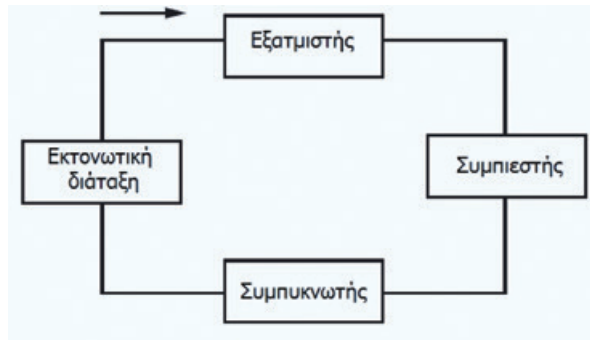 Εξατμιστής
Εκτονωτική
διάταξη
Συμπιεστής
Συμπυκνωτής